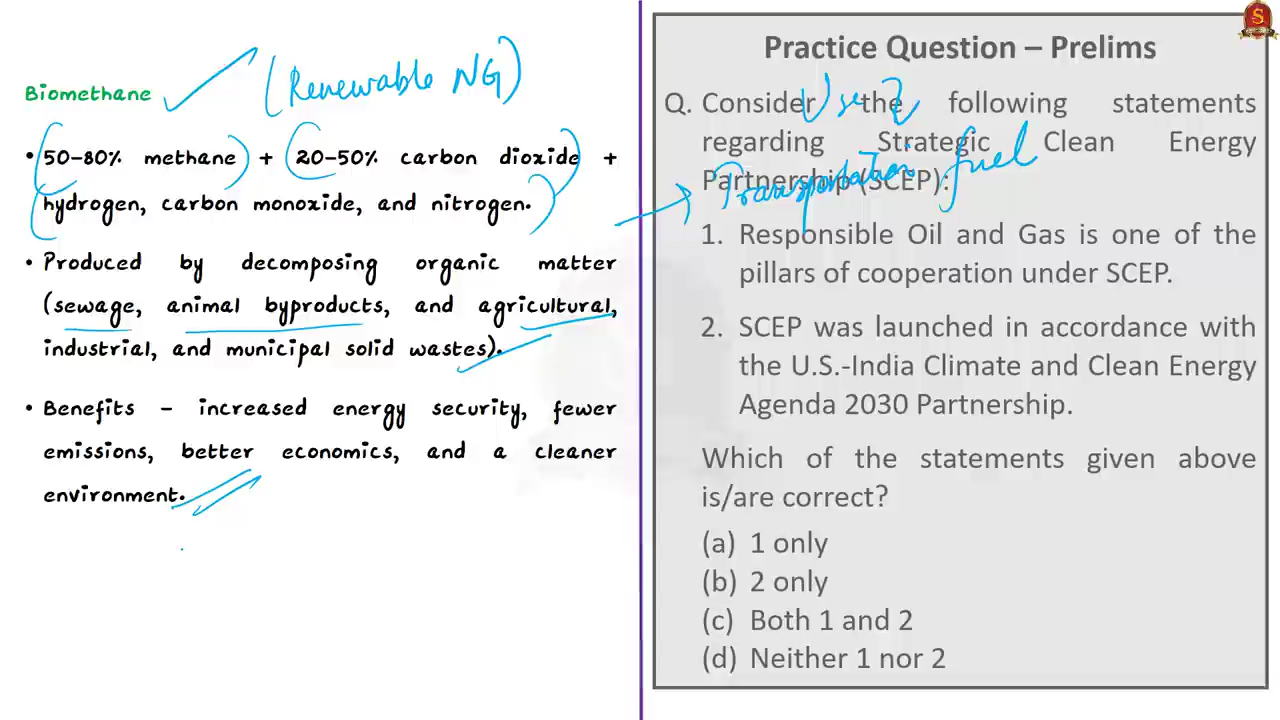 Biomethane
(Renewable NG)
• 50-80% methane + 20-50% carbon dioxide +
hydrogen, carbon monoxide, and nitrogen.
• Produced by decomposing organic matter
(sewage, animal byproducts, and agricultural,
industrial, and municipal solid wastes).
• Benefits – increased energy security, fewer
emissions, better economics, and a cleaner
environment.
Practice Question – Prelims
Q. Consider the following statements
regarding Strategic Clean Energy
Partnership (SCEP):
Transportation fuel
1. Responsible Oil and Gas is one of the
pillars of cooperation under SCEP.
2. SCEP was launched in accordance with
the U.S.-India Climate and Clean Energy
Agenda 2030 Partnership.
Which of the statements given above
is/are correct?
(a) 1 only
(b) 2 only
(c) Both 1 and 2
(d) Neither 1 nor 2